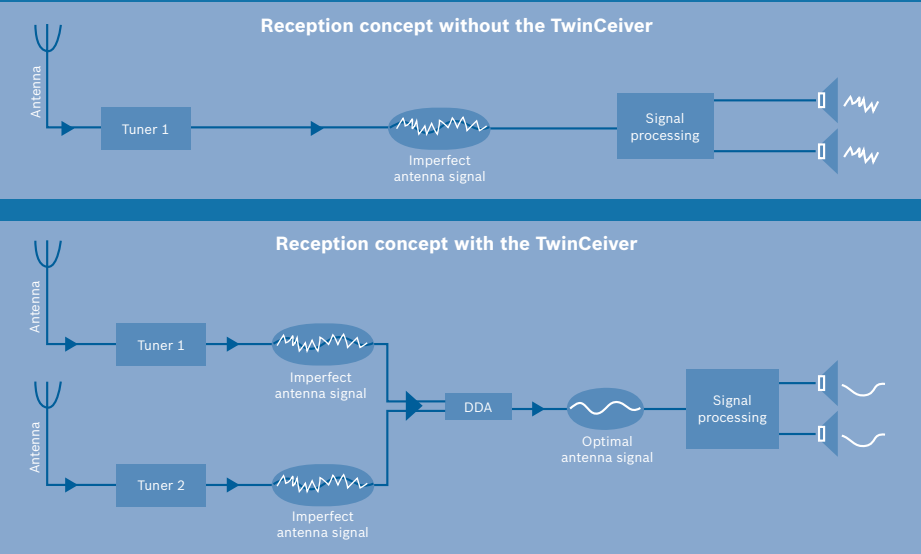 Reception concept without the TwinCeiver
Antenna
Tuner 1
Imperfect
antenna signal
Signal
processing
Reception concept with the TwinCeiver
Antenna
Tuner 1
Imperfect
antenna signal
Antenna
Tuner 2
Imperfect
antenna signal
DDA
Optimal
antenna signal
Signal
processing